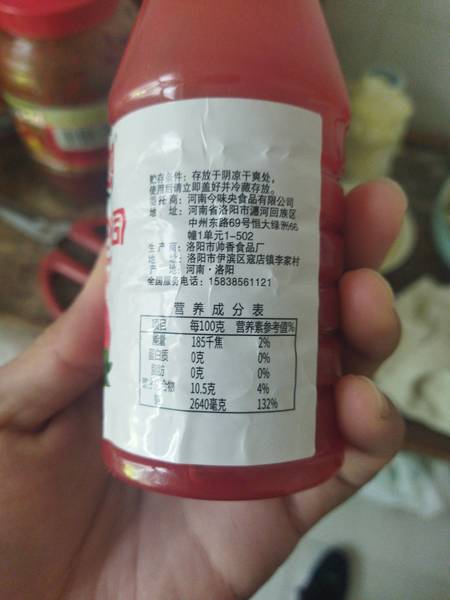 贮存条件：存放于阴凉干爽处，
使用后请立即盖好并冷藏存放。
委托商：河南今味央食品有限公司
地 址：河南省洛阳市瀍河回族区
中州东路69号恒大绿洲66
幢1单元1-502
生产商：洛阳市帅香食品厂
地 址：洛阳市伊滨区寇店镇李家村
产 地：河南·洛阳
全国服务电话：15838561121
营养成分表
项目 每100克 营养素参考值%
能量 185千焦 2%
蛋白质 0克 0%
脂肪 0克 0%
碳水化合物 10.5克 4%
钠 2640毫克 132%